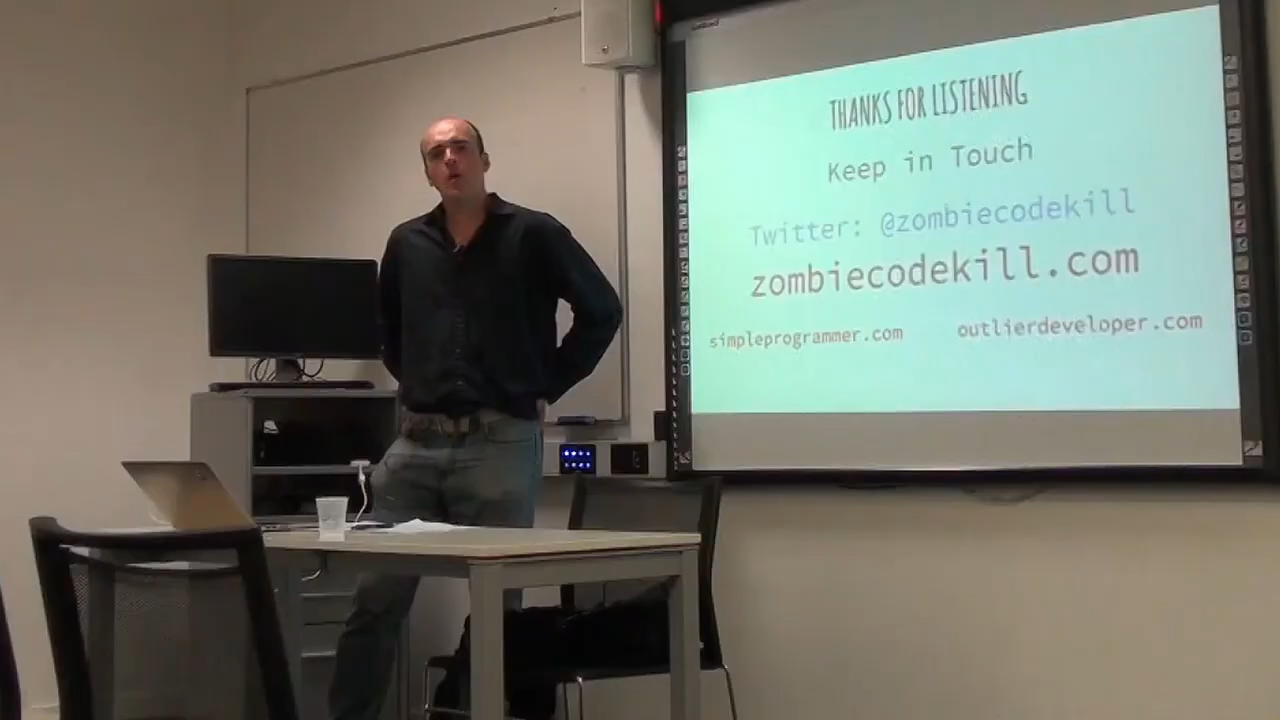 THANKS FOR LISTENING
Keep in Touch
Twitter: @zombiecodekill
zombiecodekill.com
simpleprogrammer.com outlierdeveloper.com